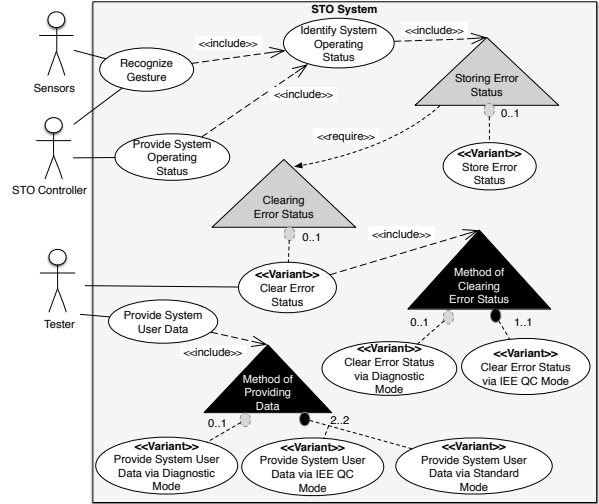 STO System
Sensors
STO Controller
Tester
Recognize
Gesture
<<include>>
Identify System
Operating
Status
<<include>>
<<include>>
Storing Error
Status
0..1
<<require>>
Provide System
Operating
Status
<<Variant>>
Store Error
Status
Clearing
Error Status
0..1
<<include>>
<<Variant>>
Clear Error
Status
Method of
Clearing
Error Status
0..1
1..1
Provide System
User Data
<<include>>
<<Variant>>
Clear Error Status
via Diagnostic
Mode
<<Variant>>
Clear Error Status
via IEE QC Mode
Method of
Providing
Data
0..1
2..2
<<Variant>>
Provide System User
Data via Diagnostic
Mode
<<Variant>>
Provide System User
Data via IEE QC
Mode
<<Variant>>
Provide System User
Data via Standard
Mode